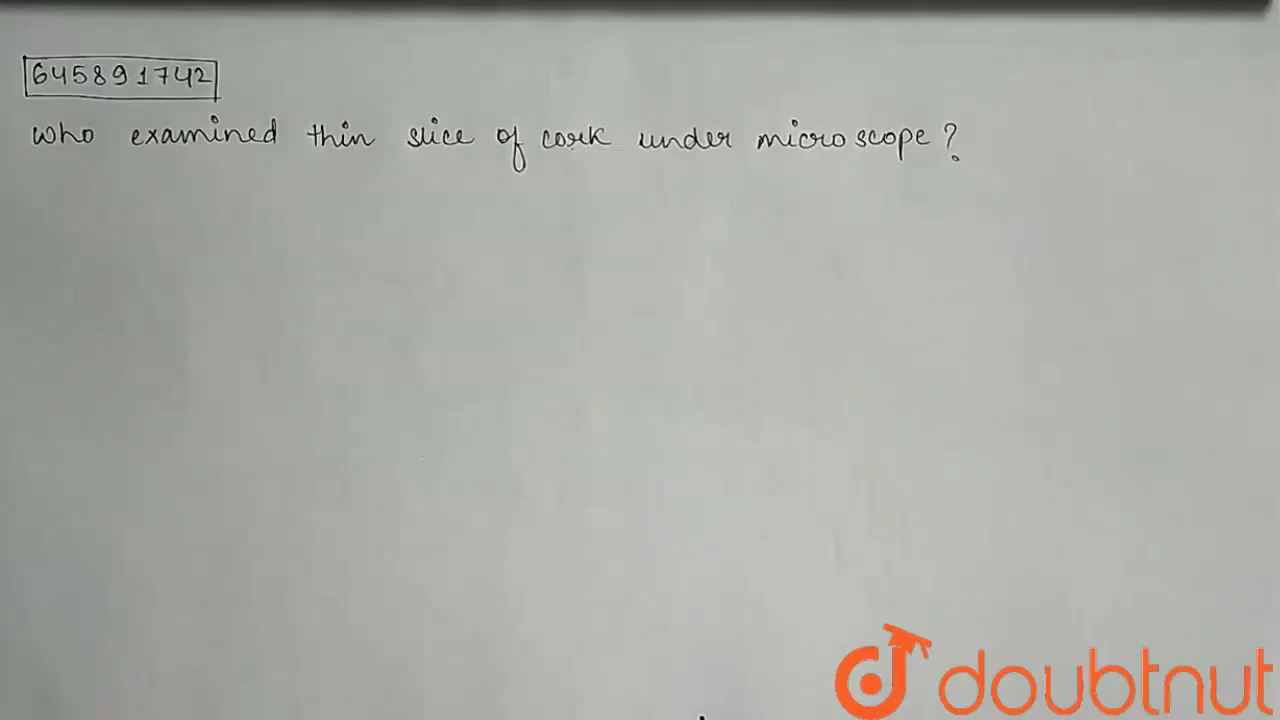 645891742
who examined thin slice of cork under microscope?
doubtnut